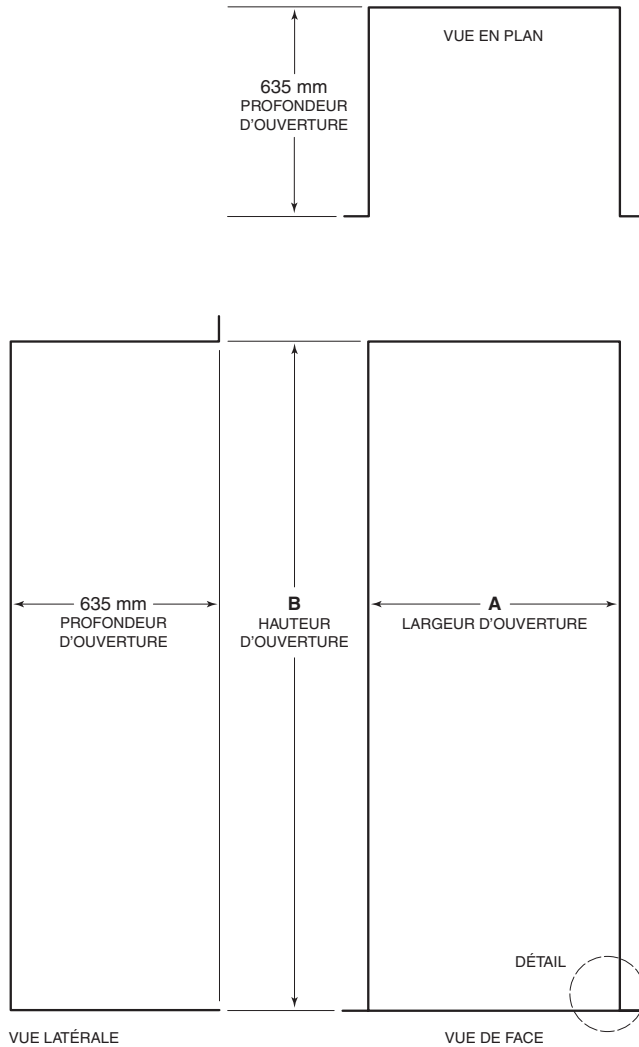 VUE EN PLAN
635 mm
PROFONDEUR
D'OUVERTURE
635 mm
PROFONDEUR
D'OUVERTURE
B
HAUTEUR
D'OUVERTURE
A
LARGEUR D'OUVERTURE
DÉTAIL
VUE LATÉRALE
VUE DE FACE